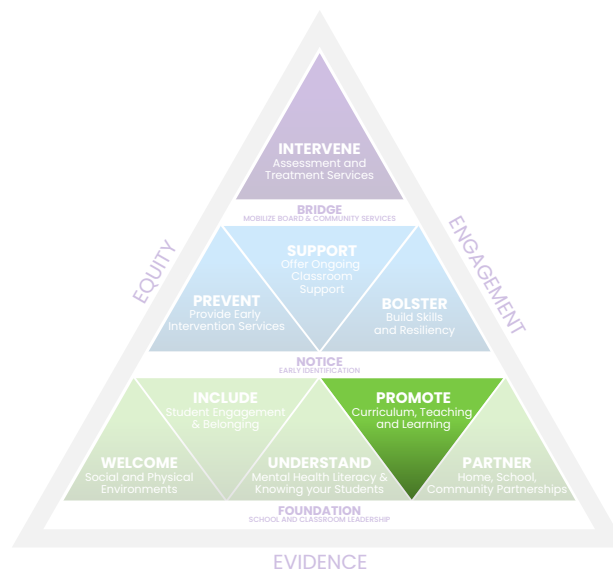 INTERVENE
Assessment and
Treatment Services
BRIDGE
MOBILIZE BOARD & COMMUNITY SERVICES
EQUITY
ENGAGEMENT
SUPPORT
Offer Ongoing
Classroom
Support
PREVENT
Provide Early
Intervention Services
BOLSTER
Build Skills
and Resiliency
NOTICE
EARLY IDENTIFICATION
INCLUDE
Student Engagement
& Belonging
PROMOTE
Curriculum, Teaching
and Learning
WELCOME
Social and Physical
Environments
UNDERSTAND
Mental Health Literacy &
Knowing your Students
PARTNER
Home, School,
Community Partnerships
FOUNDATION
SCHOOL AND CLASSROOM LEADERSHIP
EVIDENCE